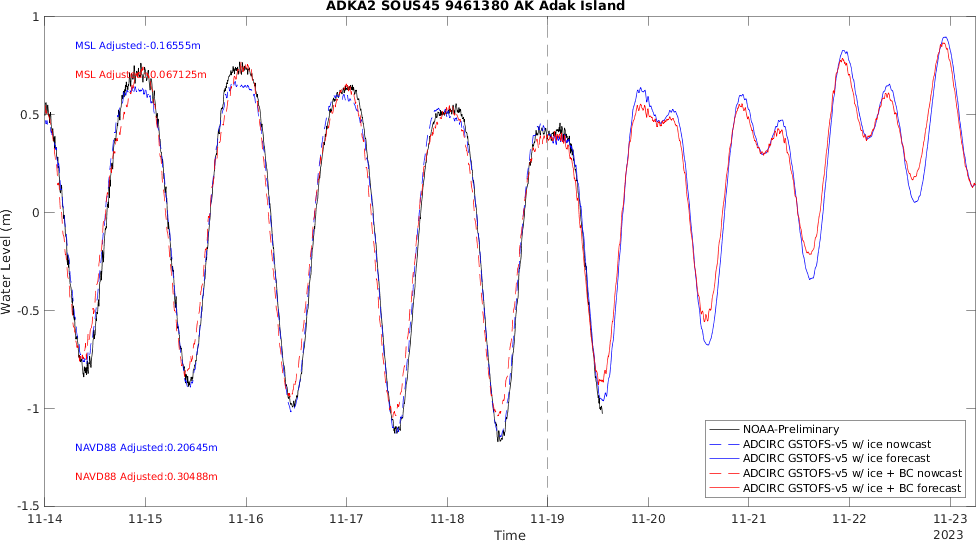 ADKA2 SOUS45 9461380 AK Adak Island
MSL Adjusted:-0.16555m
MSL Adjusted:-0.067125m
NAVD88 Adjusted:0.20645m
NAVD88 Adjusted:0.30488m
Water Level (m)
1
0.5
0
-0.5
-1
-1.5
11-14
11-15
11-16
11-17
11-18
11-19
11-20
11-21
11-22
11-23
2023
Time
NOAA-Preliminary
ADCIRC GSTOFS-v5 w/ ice nowcast
ADCIRC GSTOFS-v5 w/ ice forecast
ADCIRC GSTOFS-v5 w/ ice + BC nowcast
ADCIRC GSTOFS-v5 w/ ice + BC forecast